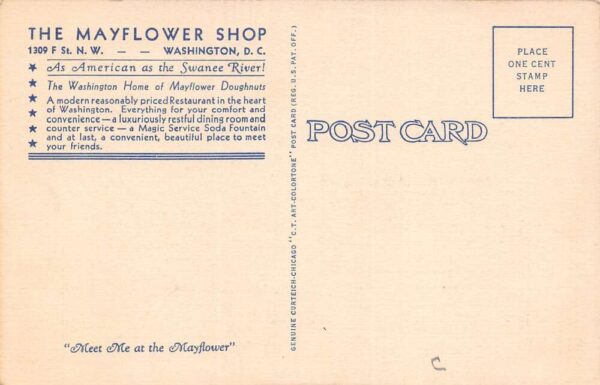 THE MAYFLOWER SHOP
1309 F St. N. W. — — WASHINGTON, D. C.
As American as the Swanee River!
The Washington Home of Mayflower Doughnuts
A modern reasonably priced Restaurant in the heart
of Washington. Everything for your comfort and
convenience—a luxuriously restful dining room and
counter service — a Magic Service Soda Fountain
and at last, a convenient, beautiful place to meet
your friends.
"Meet Me at the Mayflower"
GENUINE CURTEICH-CHICAGO "C.T. ART-COLORTONE" POST CARD (REG. U.S. PAT. OFF.)
POST CARD
PLACE
ONE CENT
STAMP
HERE
C